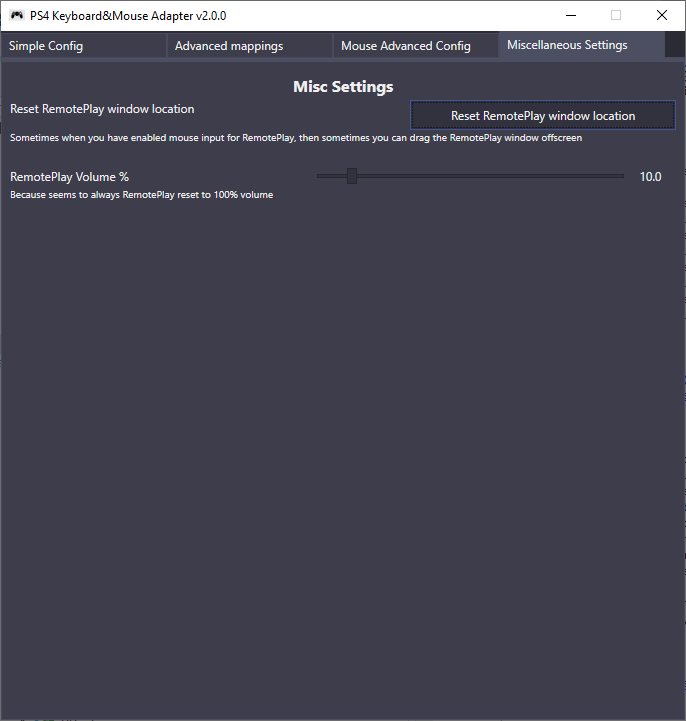 PS4 Keyboard&Mouse Adapter v2.0.0
Simple Config Advanced mappings Mouse Advanced Config Miscellaneous Settings
Misc Settings
Reset RemotePlay window location Reset RemotePlay window location
Sometimes when you have enabled mouse input for RemotePlay, then sometimes you can drag the RemotePlay window offscreen
RemotePlay Volume % 10.0
Because seems to always RemotePlay reset to 100% volume